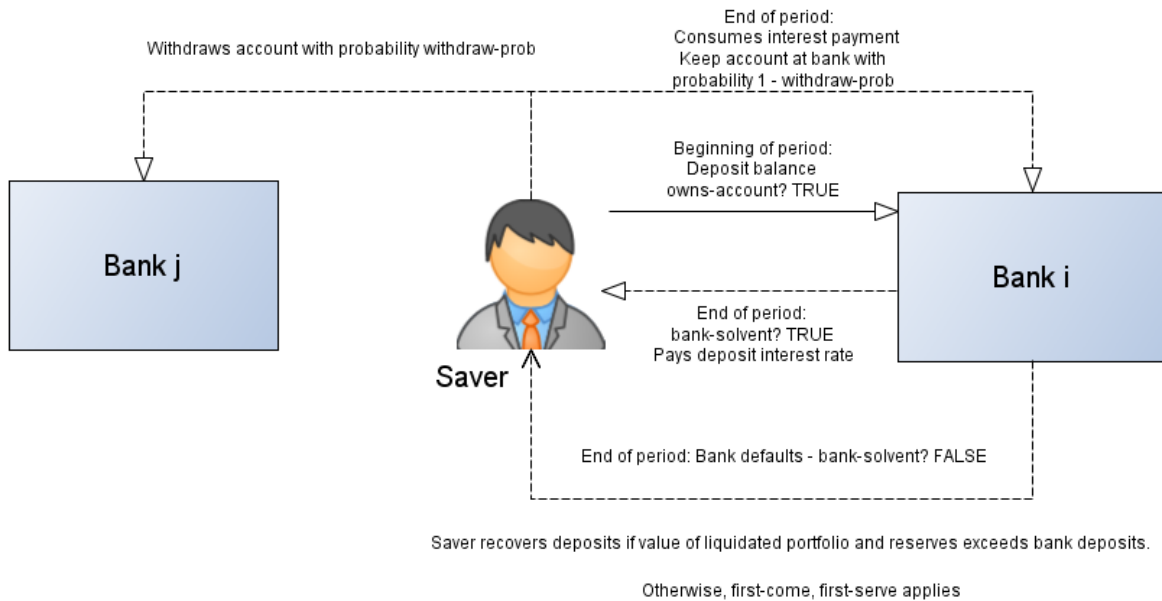 End of period:
Consumes interest payment
Keep account at bank with
probability 1 - withdraw-prob
Withdraws account with probability withdraw-prob
Beginning of period:
Deposit balance
owns-account? TRUE
Bank j
Bank i
End of period:
bank-solvent? TRUE
Pays deposit interest rate
Saver
End of period: Bank defaults - bank-solvent? FALSE
Saver recovers deposits if value of liquidated portfolio and reserves exceeds bank deposits.
Otherwise, first-come, first-serve applies